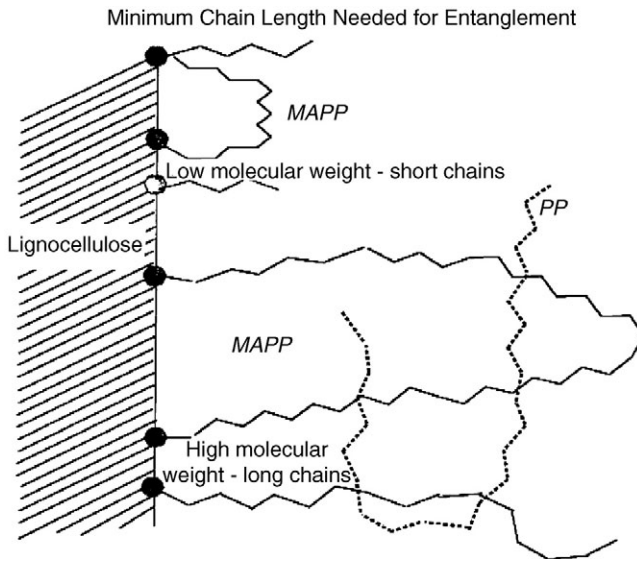 Minimum Chain Length Needed for Entanglement
MAPP
Low molecular weight - short chains
PP
Lignocellulose
MAPP
High molecular
weight - long chains